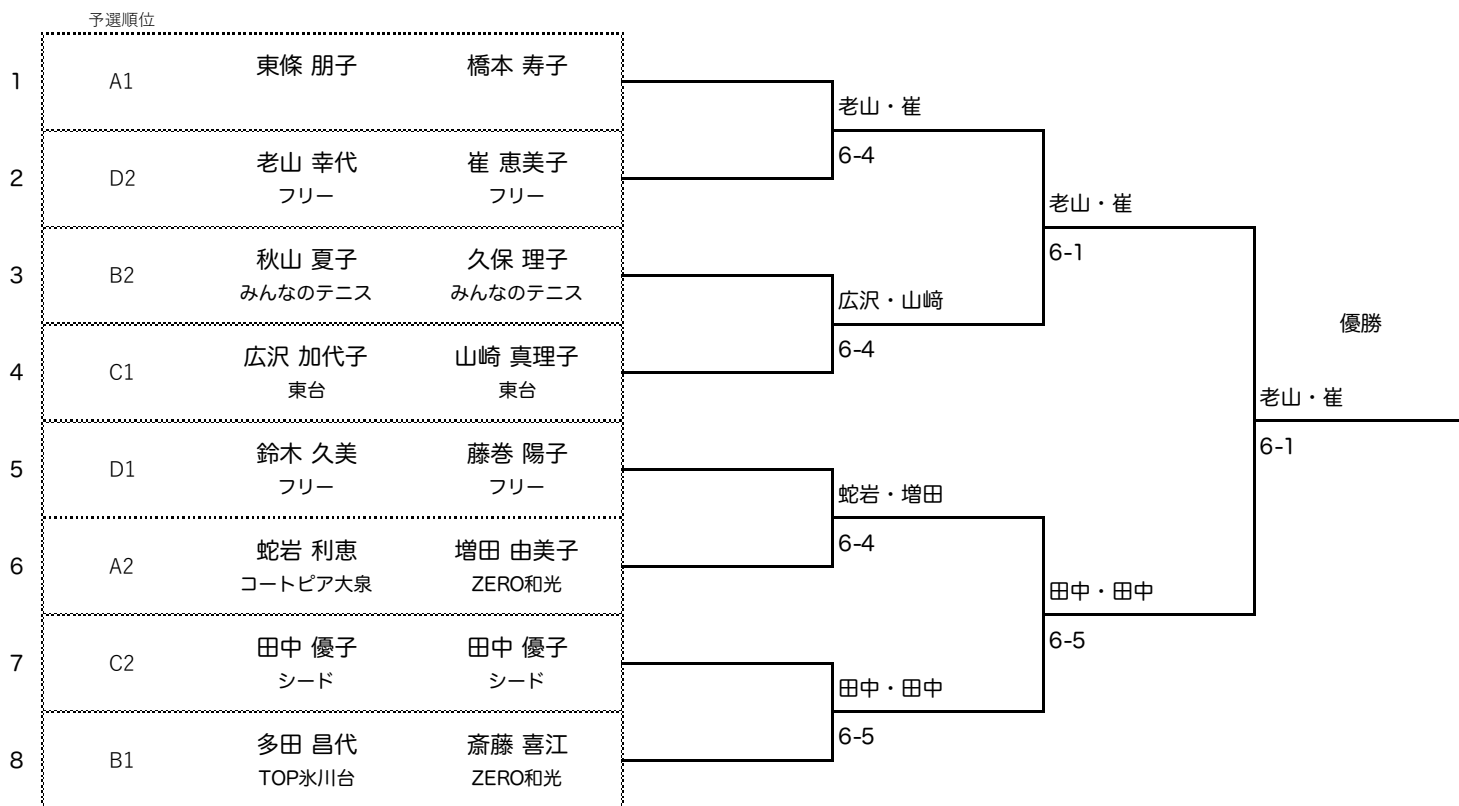 予選順位
1 A1 東條 朋子 橋本 寿子
老山・崔
6-4
2 D2 老山 幸代 崔 恵美子
フリー フリー
老山・崔
6-1
3 B2 秋山 夏子 久保 理子
みんなのテニス みんなのテニス
広沢・山﨑
6-4
優勝
4 C1 広沢 加代子 山崎 真理子
東台 東台
老山・崔
6-1
5 D1 鈴木 久美 藤巻 陽子
フリー フリー
蛇岩・増田
6-4
6 A2 蛇岩 利恵 増田 由美子
コートピア大泉 ZERO和光
田中・田中
6-5
7 C2 田中 優子 田中 優子
シード シード
田中・田中
6-5
8 B1 多田 昌代 斎藤 喜江
TOP氷川台 ZERO和光